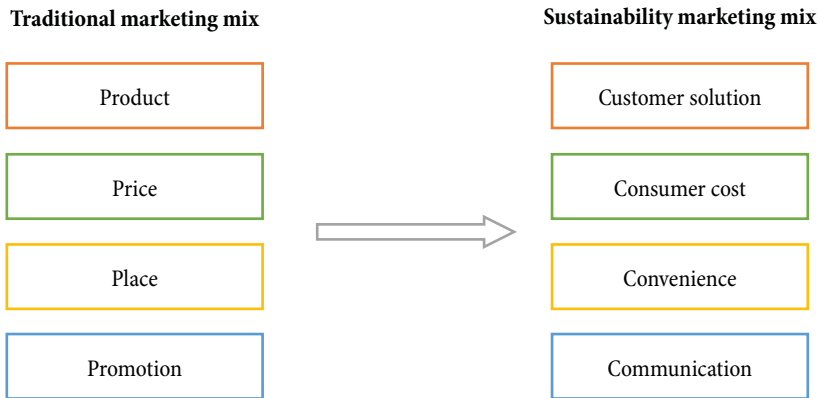 Traditional marketing mix
Sustainability marketing mix
Product
Customer solution
Price
Consumer cost
Place
Convenience
Promotion
Communication